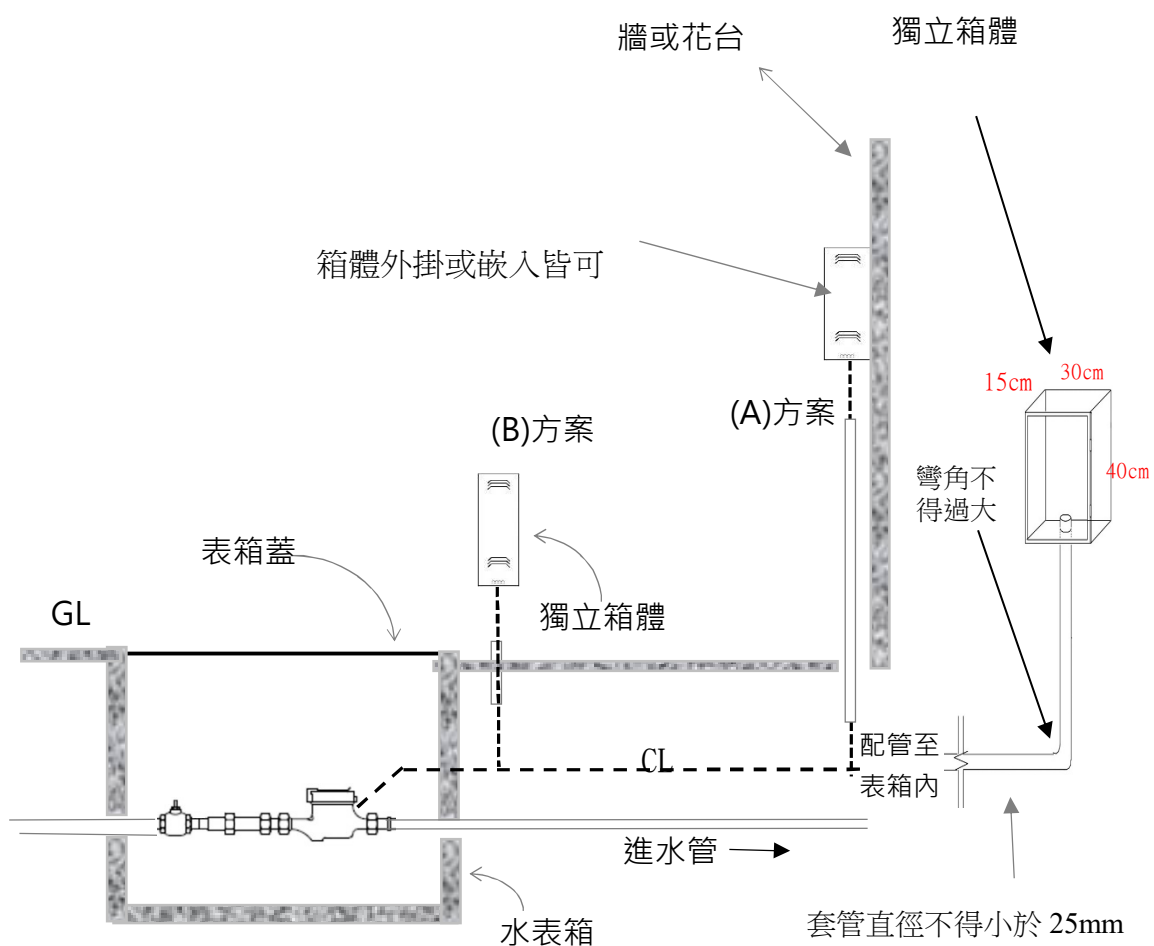 牆或花台
獨立箱體
箱體外掛或嵌入皆可
15cm
30cm
40cm
(A)方案
(B)方案
彎角不
得過大
表箱蓋
獨立箱體
GL
CL
配管至
表箱內
進水管
水表箱
套管直徑不得小於 25mm